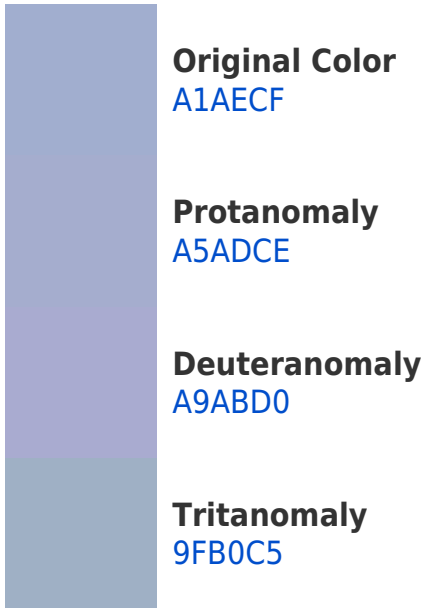 Original Color
A1AECF
Protanomaly
A5ADCE
Deuteranomaly
A9ABD0
Tritanomaly
9FB0C5